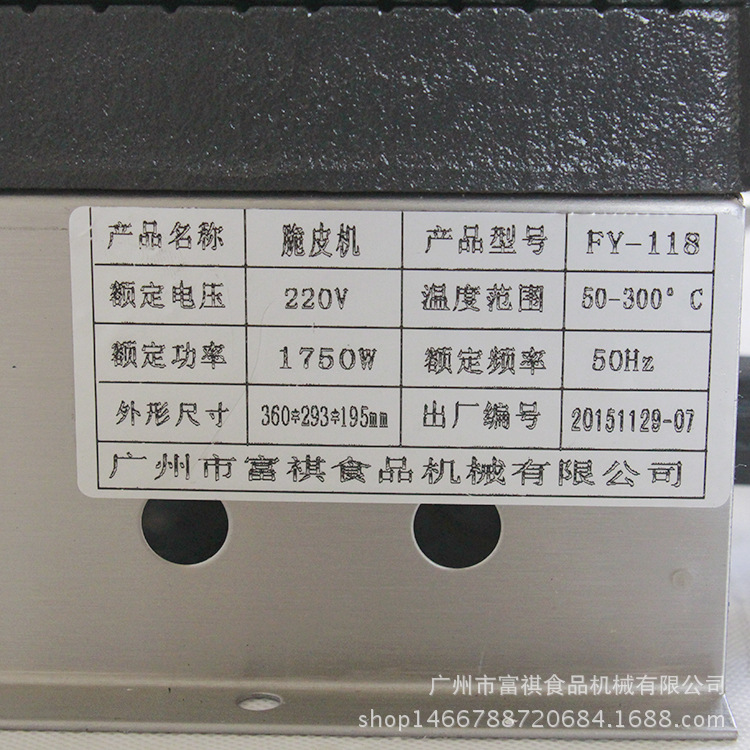 产品名称 脆皮机 产品型号 FY-118
额定电压 220V 温度范围 50-300°C
额定功率 1750W 额定频率 50Hz
外形尺寸 360*293*195mm 出厂编号 20151129-07
广州市富祺食品机械有限公司
广州市富祺食品机械有限公司
shop1466788720684.1688.com